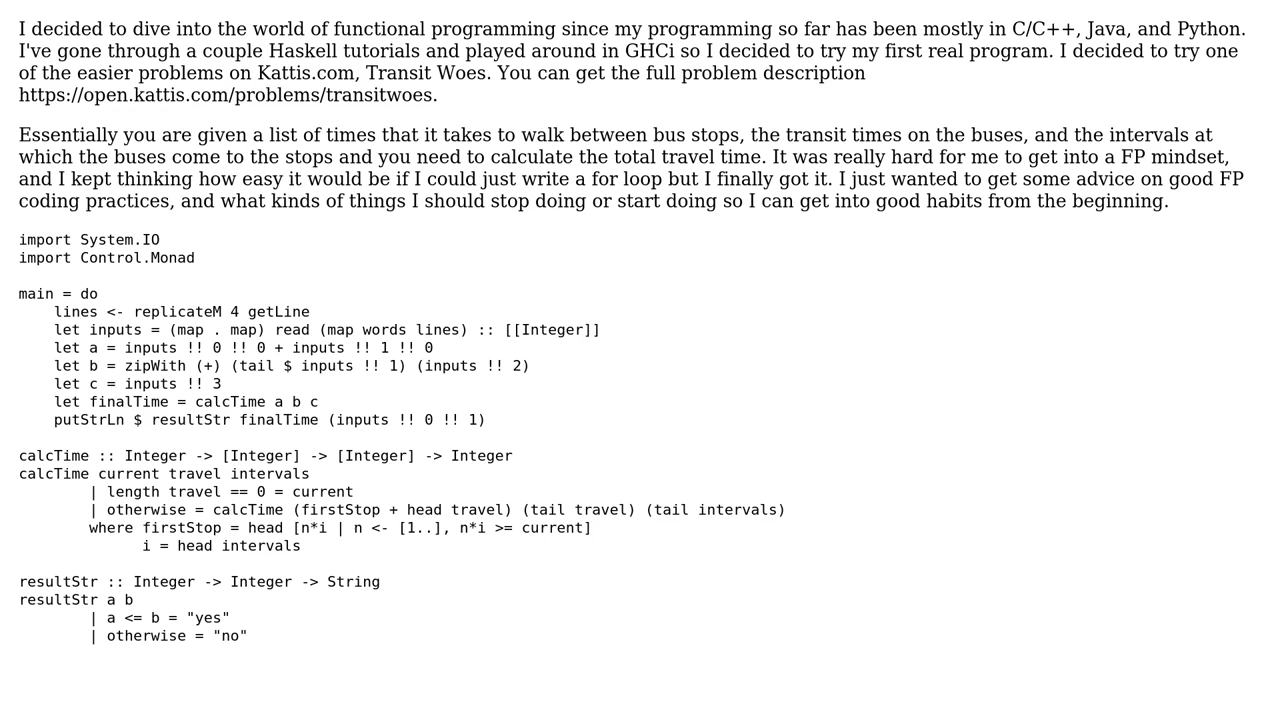 I decided to dive into the world of functional programming since my programming so far has been mostly in C/C++, Java, and Python.
I've gone through a couple Haskell tutorials and played around in GHCi so I decided to try my first real program. I decided to try one
of the easier problems on Kattis.com, Transit Woes. You can get the full problem description
https://open.kattis.com/problems/transitwoes.
Essentially you are given a list of times that it takes to walk between bus stops, the transit times on the buses, and the intervals at
which the buses come to the stops and you need to calculate the total travel time. It was really hard for me to get into a FP mindset,
and I kept thinking how easy it would be if I could just write a for loop but I finally got it. I just wanted to get some advice on good FP
coding practices, and what kinds of things I should stop doing or start doing so I can get into good habits from the beginning.
import System.IO
import Control.Monad

main = do
    lines <- replicateM 4 getLine
    let inputs = (map . map) read (map words lines) :: [[Integer]]
    let a = inputs !! 0 !! 0 + inputs !! 1 !! 0
    let b = zipWith (+) (tail $ inputs !! 1) (inputs !! 2)
    let c = inputs !! 3
    let finalTime = calcTime a b c
    putStrLn $ resultStr finalTime (inputs !! 0 !! 1)

calcTime :: Integer -> [Integer] -> [Integer] -> Integer
calcTime current travel intervals
        | length travel == 0 = current
        | otherwise = calcTime (firstStop + head travel) (tail travel) (tail intervals)
        where firstStop = head [n*i | n <- [1..], n*i >= current]
              i = head intervals

resultStr :: Integer -> Integer -> String
resultStr a b
        | a <= b = "yes"
        | otherwise = "no"